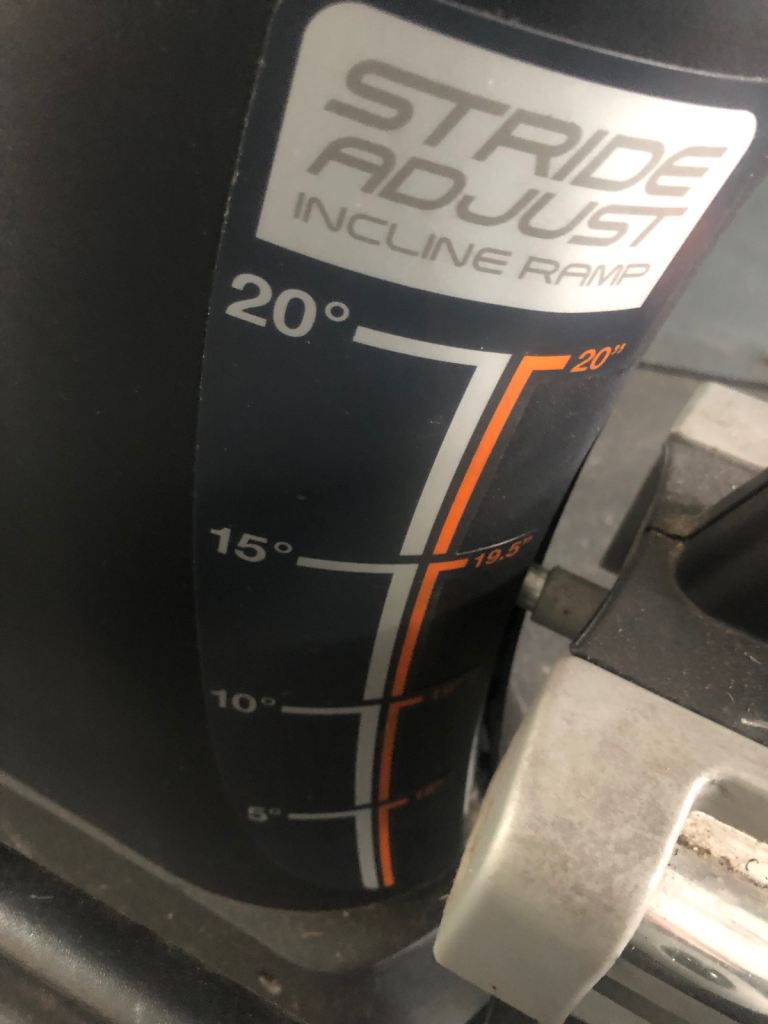 STRIDE
ADJUST
INCLINE RAMP
20°
20"
15°
19.5"
10°
5°